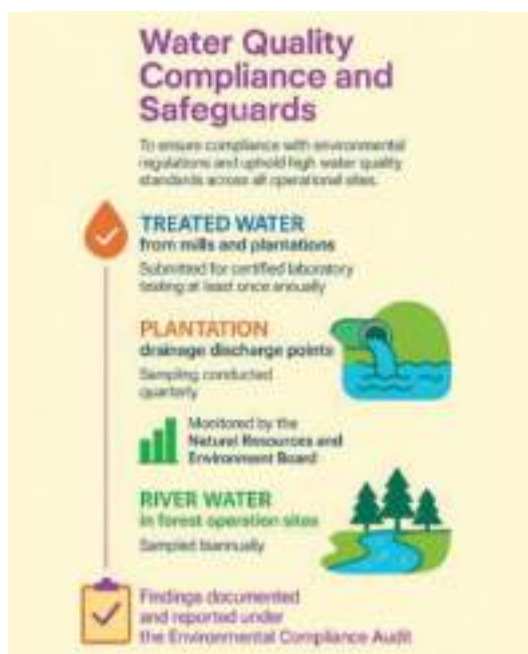 Water Quality
Compliance and
Safeguards
To ensure compliance with environmental
regulations and uphold high water quality
standards across all operational sites.
TREATED WATER
from mills and plantations
Submitted for certified laboratory
testing at least once annually
PLANTATION
drainage discharge points
Sampling conducted
quarterly
Monitored by the
Natural Resources and
Environment Board
RIVER WATER
in forest operation sites
Sampled biannually
Findings documented
and reported under
the Environmental Compliance Audit